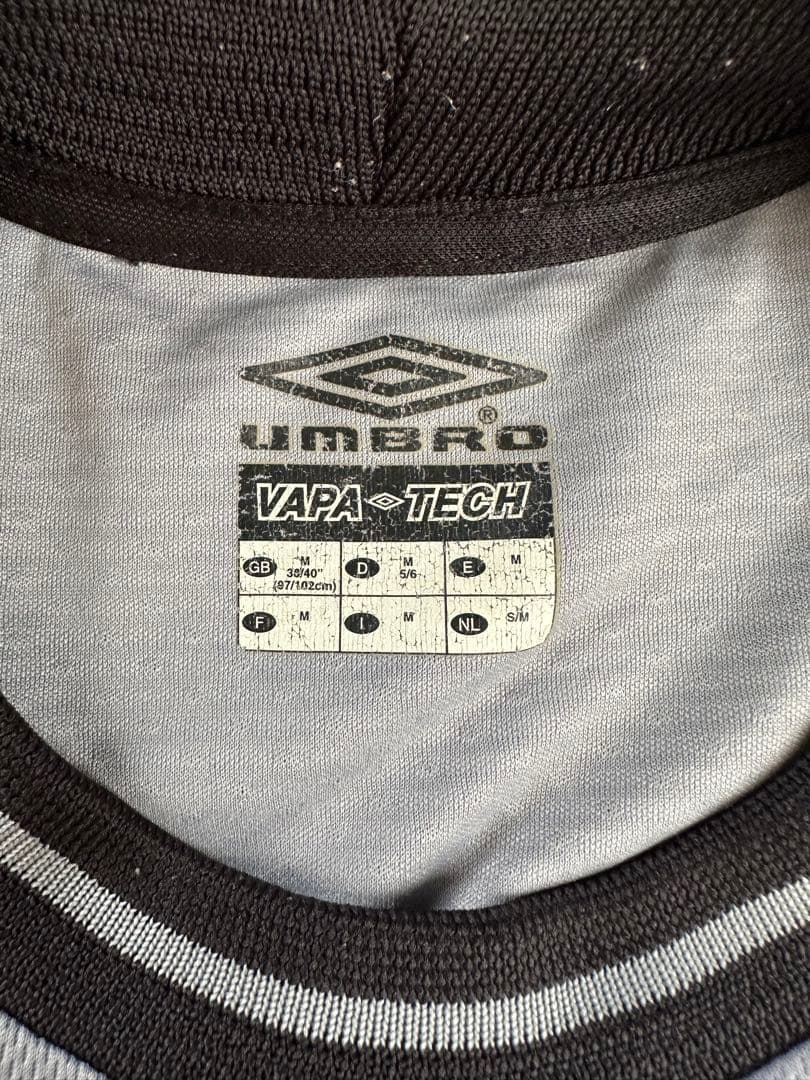 UMBRO®
VAPA TECH
GB M 38/40" (97/102cm) D M 5/6 E M
F M I M NL S/M